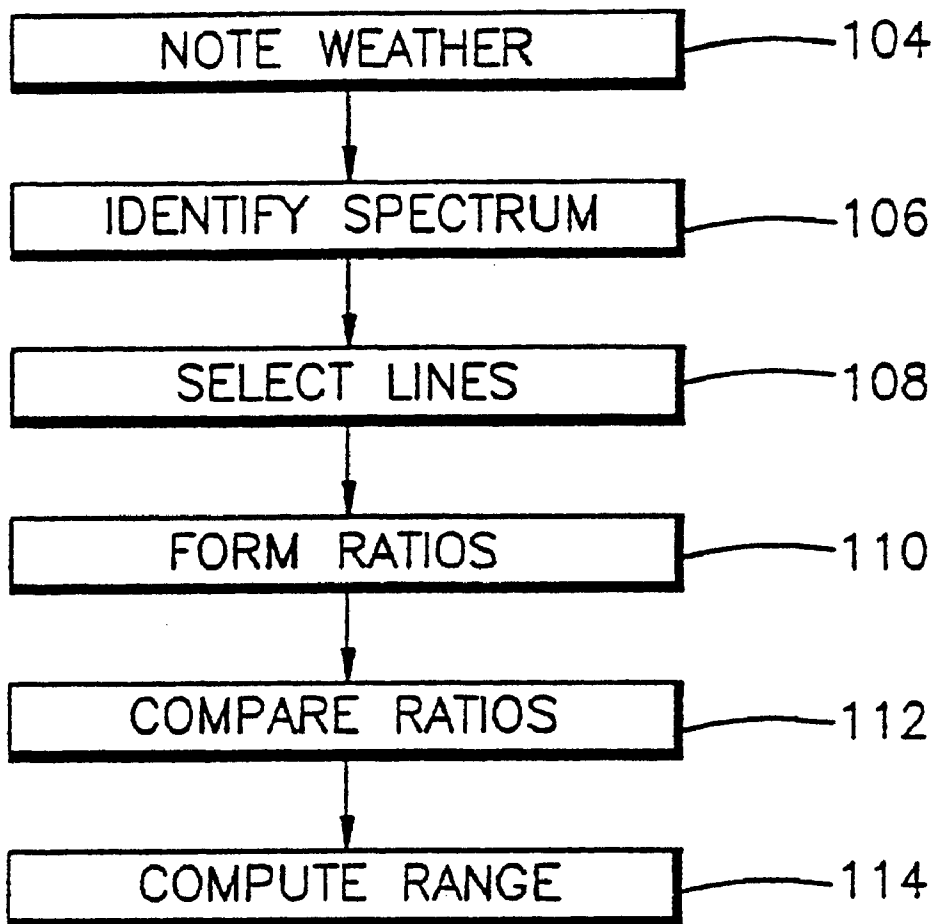 NOTE WEATHER 104
IDENTIFY SPECTRUM 106
SELECT LINES 108
FORM RATIOS 110
COMPARE RATIOS 112
COMPUTE RANGE 114